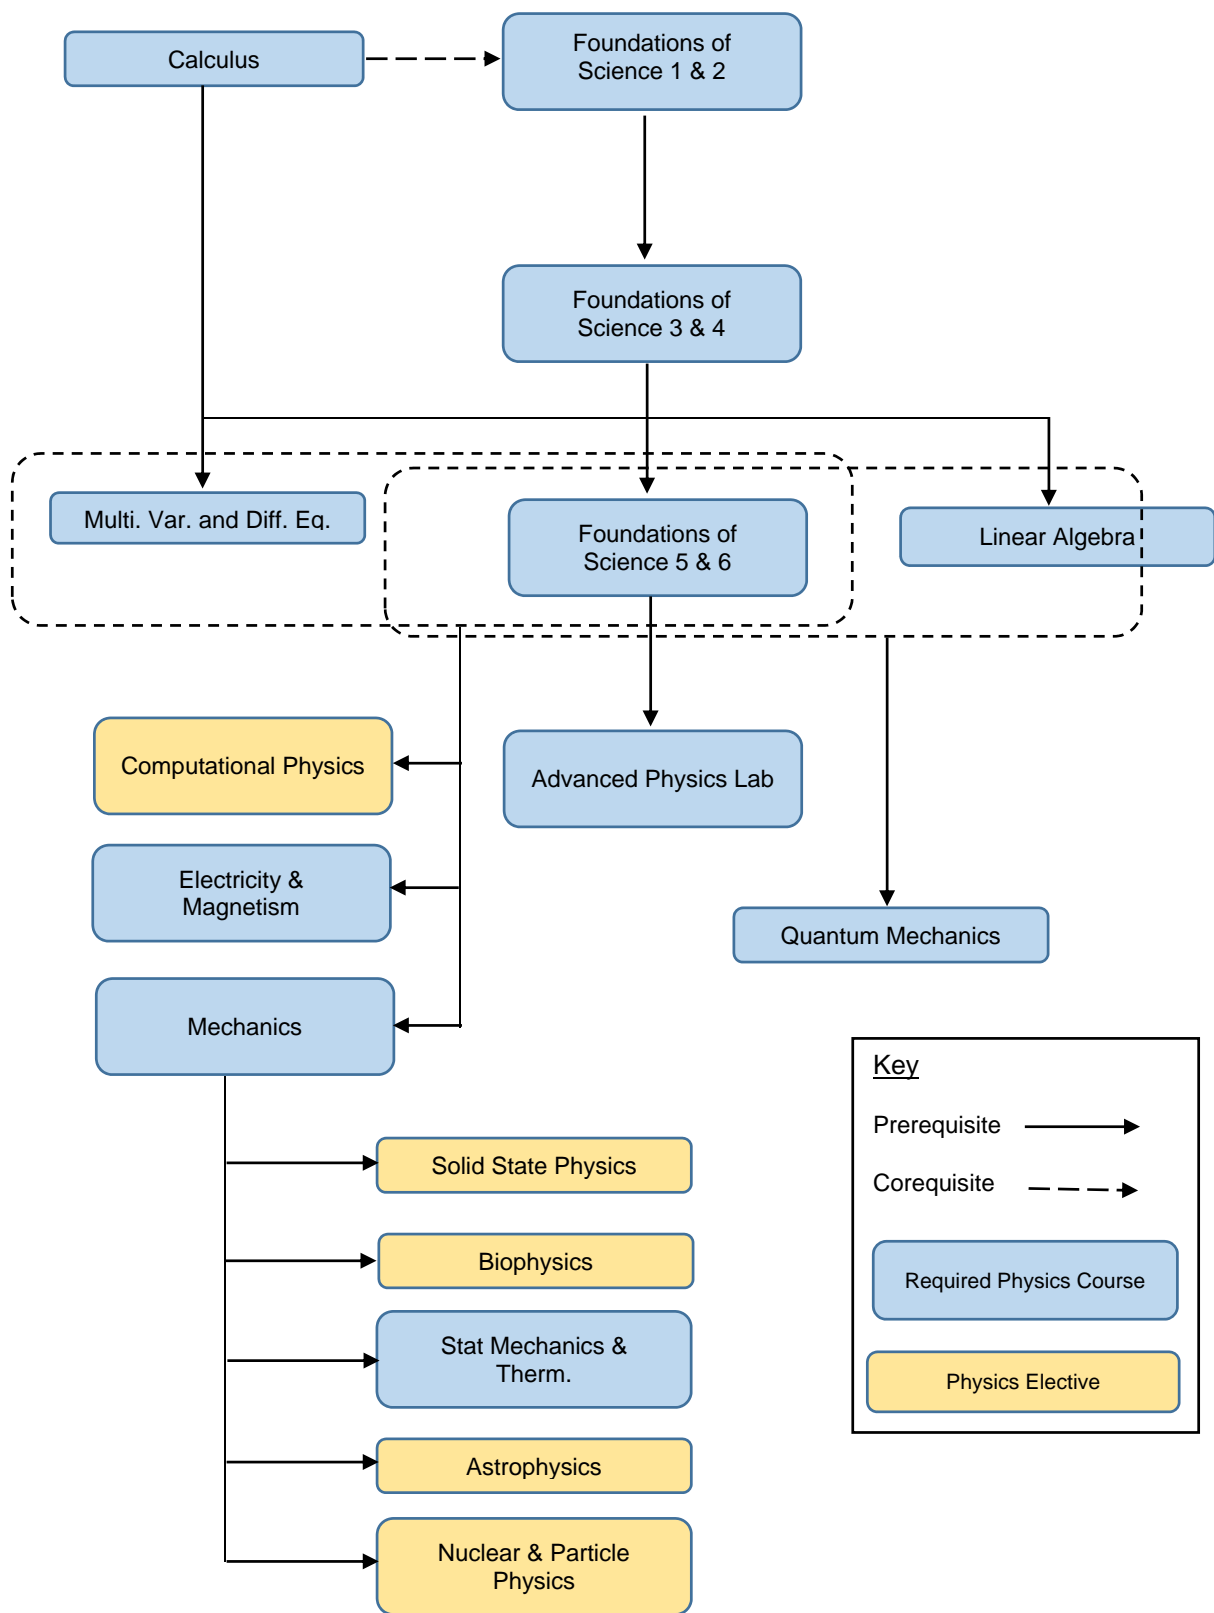 Calculus
Foundations of
Science 1 & 2
Foundations of
Science 3 & 4
Multi. Var. and Diff. Eq.
Foundations of
Science 5 & 6
Linear Algebra
Computational Physics
Advanced Physics Lab
Electricity &
Magnetism
Quantum Mechanics
Mechanics
Key
Prerequisite
Corequisite
Required Physics Course
Physics Elective
Solid State Physics
Biophysics
Stat Mechanics &
Therm.
Astrophysics
Nuclear & Particle
Physics